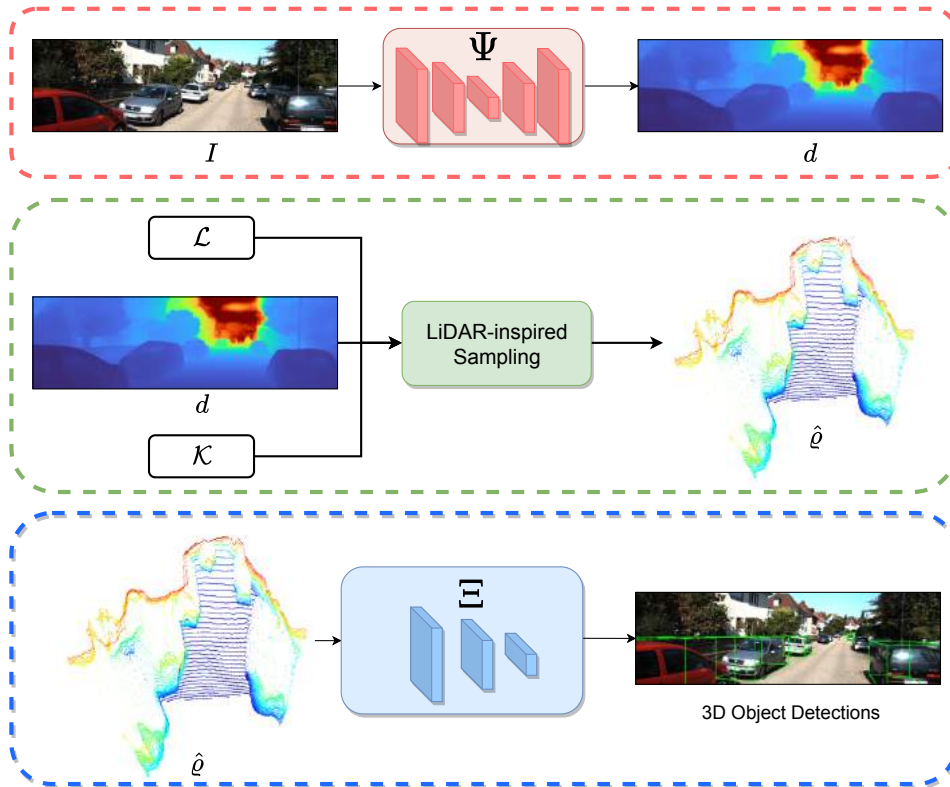 Ψ
I
d
ℒ
LiDAR-inspired
Sampling
d
𝒦
ϱ̂
Ξ
3D Object Detections
ϱ̂